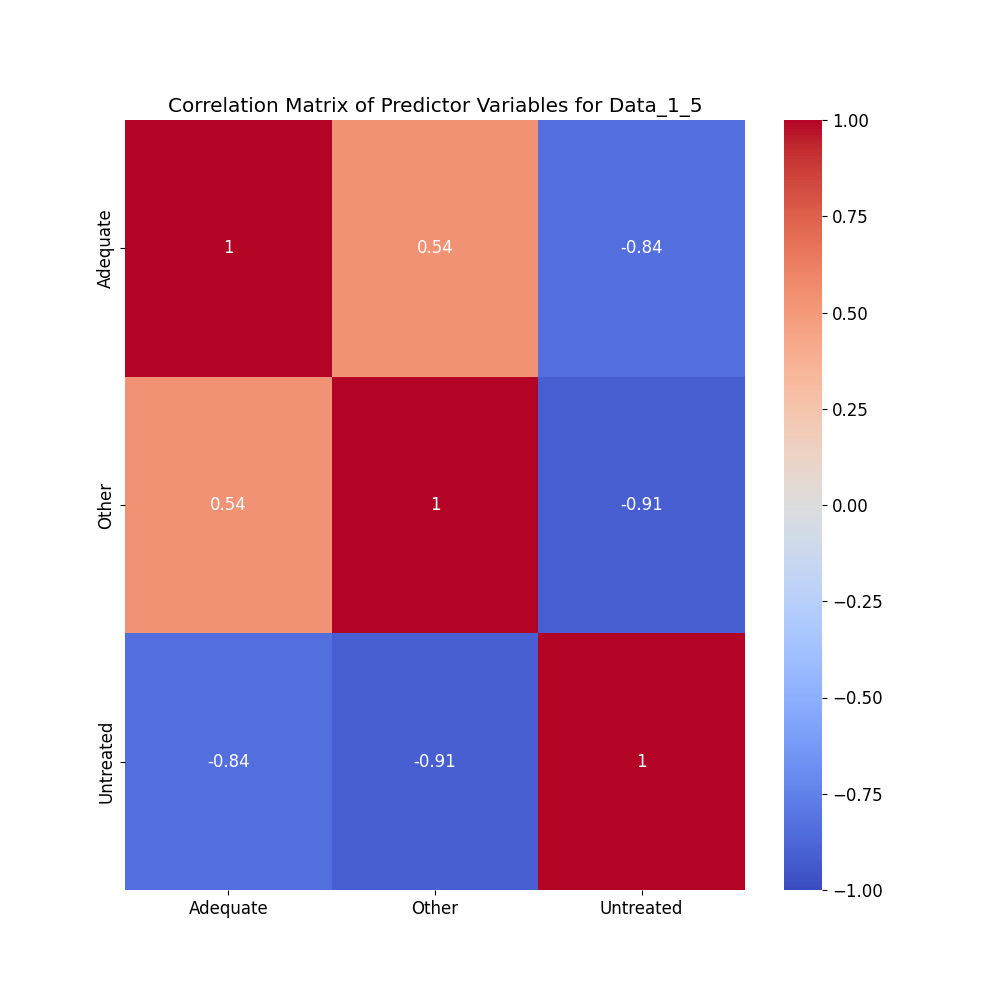 Correlation Matrix of Predictor Variables for Data_1_5
Adequate
1
0.54
-0.84
Other
0.54
1
-0.91
Untreated
-0.84
-0.91
1
Adequate
Other
Untreated
1.00
0.75
0.50
0.25
0.00
−0.25
−0.50
−0.75
−1.00